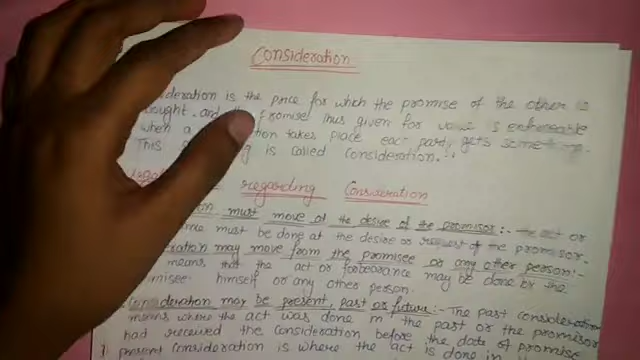 Consideration
deration is the price for which the promise of the other is
ought and the promise thus given for value is enforceable
when a tion takes place each party gets something.
This is called consideration.
regarding Consideration
must move at the desire of the promisor:- The act or
must be done at the desire or request of the promisor.
eration may move from the promisee or any other person:-
means that the act or forbearance may be done by the
misee himself or any other person.
Consideration may be present, past or future:- The past consideration
means where the act was done in the past or the promisor
had received the consideration before the date of promise
present consideration is where the act is done in